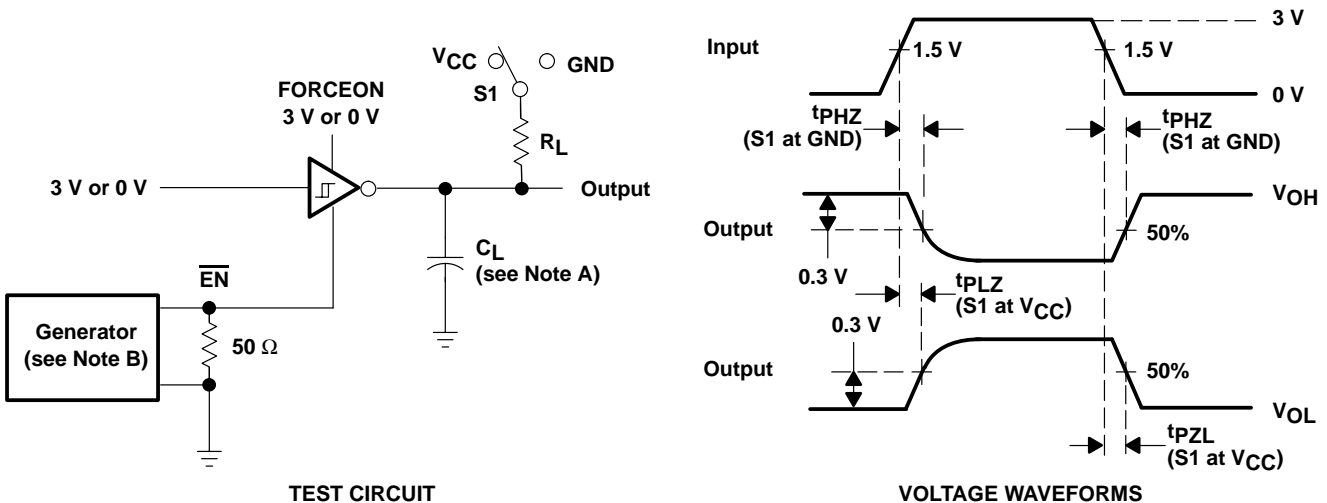 VCC
GND
S1
FORCEON
3 V or 0 V
RL
3 V or 0 V
Output
CL
(see Note A)
EN
Generator
(see Note B)
50 Ω
TEST CIRCUIT
3 V
Input
1.5 V
1.5 V
0 V
tPHZ
(S1 at GND)
tPHZ
(S1 at GND)
VOH
Output
50%
0.3 V
tPLZ
(S1 at VCC)
0.3 V
Output
50%
VOL
tPZL
(S1 at VCC)
VOLTAGE WAVEFORMS